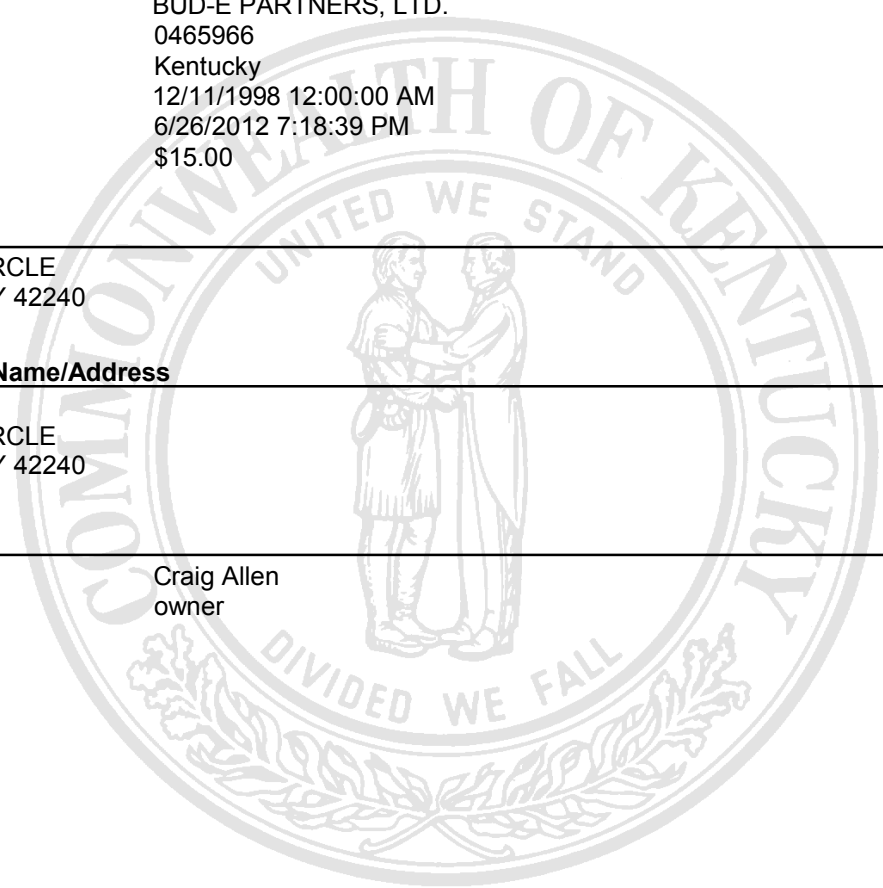 BUD-E PARTNERS, LTD.
0465966
Kentucky
12/11/1998 12:00:00 AM
6/26/2012 7:18:39 PM
$15.00
COMMONWEALTH OF KENTUCKY
UNITED WE STAND
RCLE
Y 42240
Name/Address
RCLE
Y 42240
Craig Allen
owner
DIVIDED WE FALL